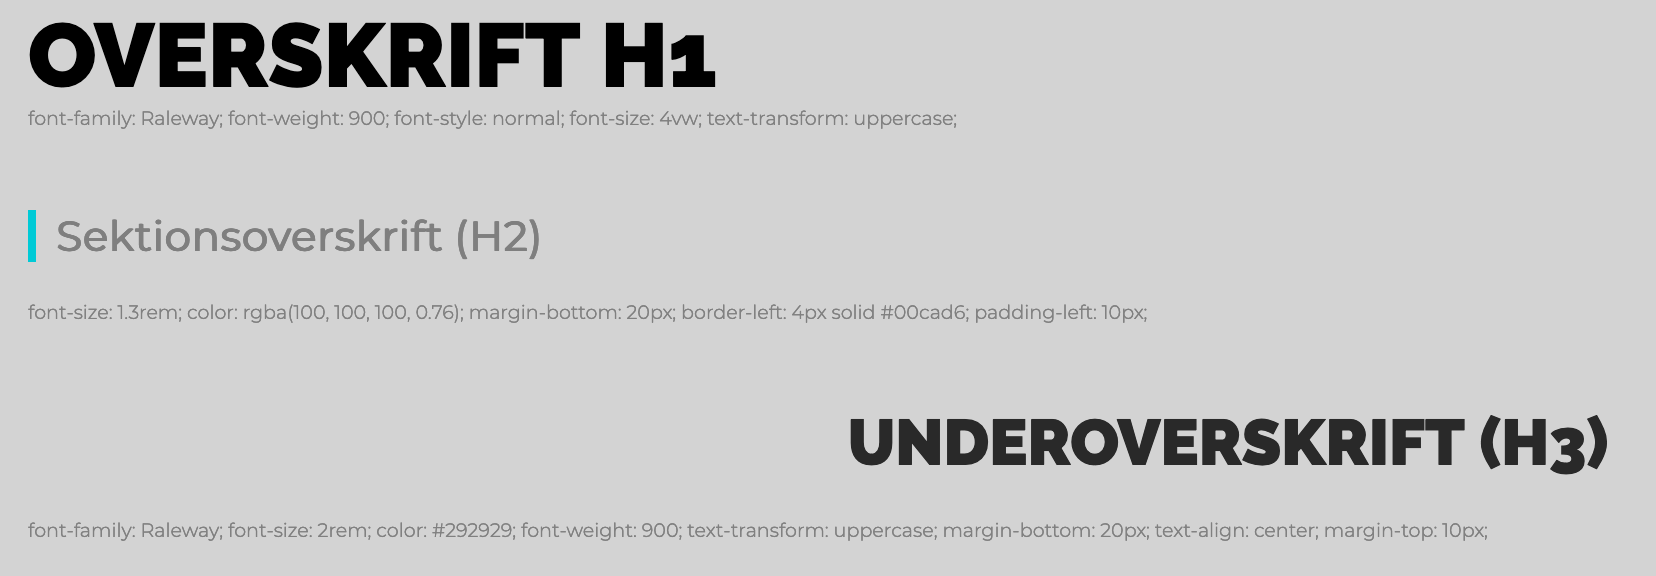 OVERSKRIFT H1
font-family: Raleway; font-weight: 900; font-style: normal; font-size: 4vw; text-transform: uppercase;
Sektionsoverskrift (H2)
font-size: 1.3rem; color: rgba(100, 100, 100, 0.76); margin-bottom: 20px; border-left: 4px solid #00cad6; padding-left: 10px;
UNDEROVERSKRIFT (H3)
font-family: Raleway; font-size: 2rem; color: #292929; font-weight: 900; text-transform: uppercase; margin-bottom: 20px; text-align: center; margin-top: 10px;